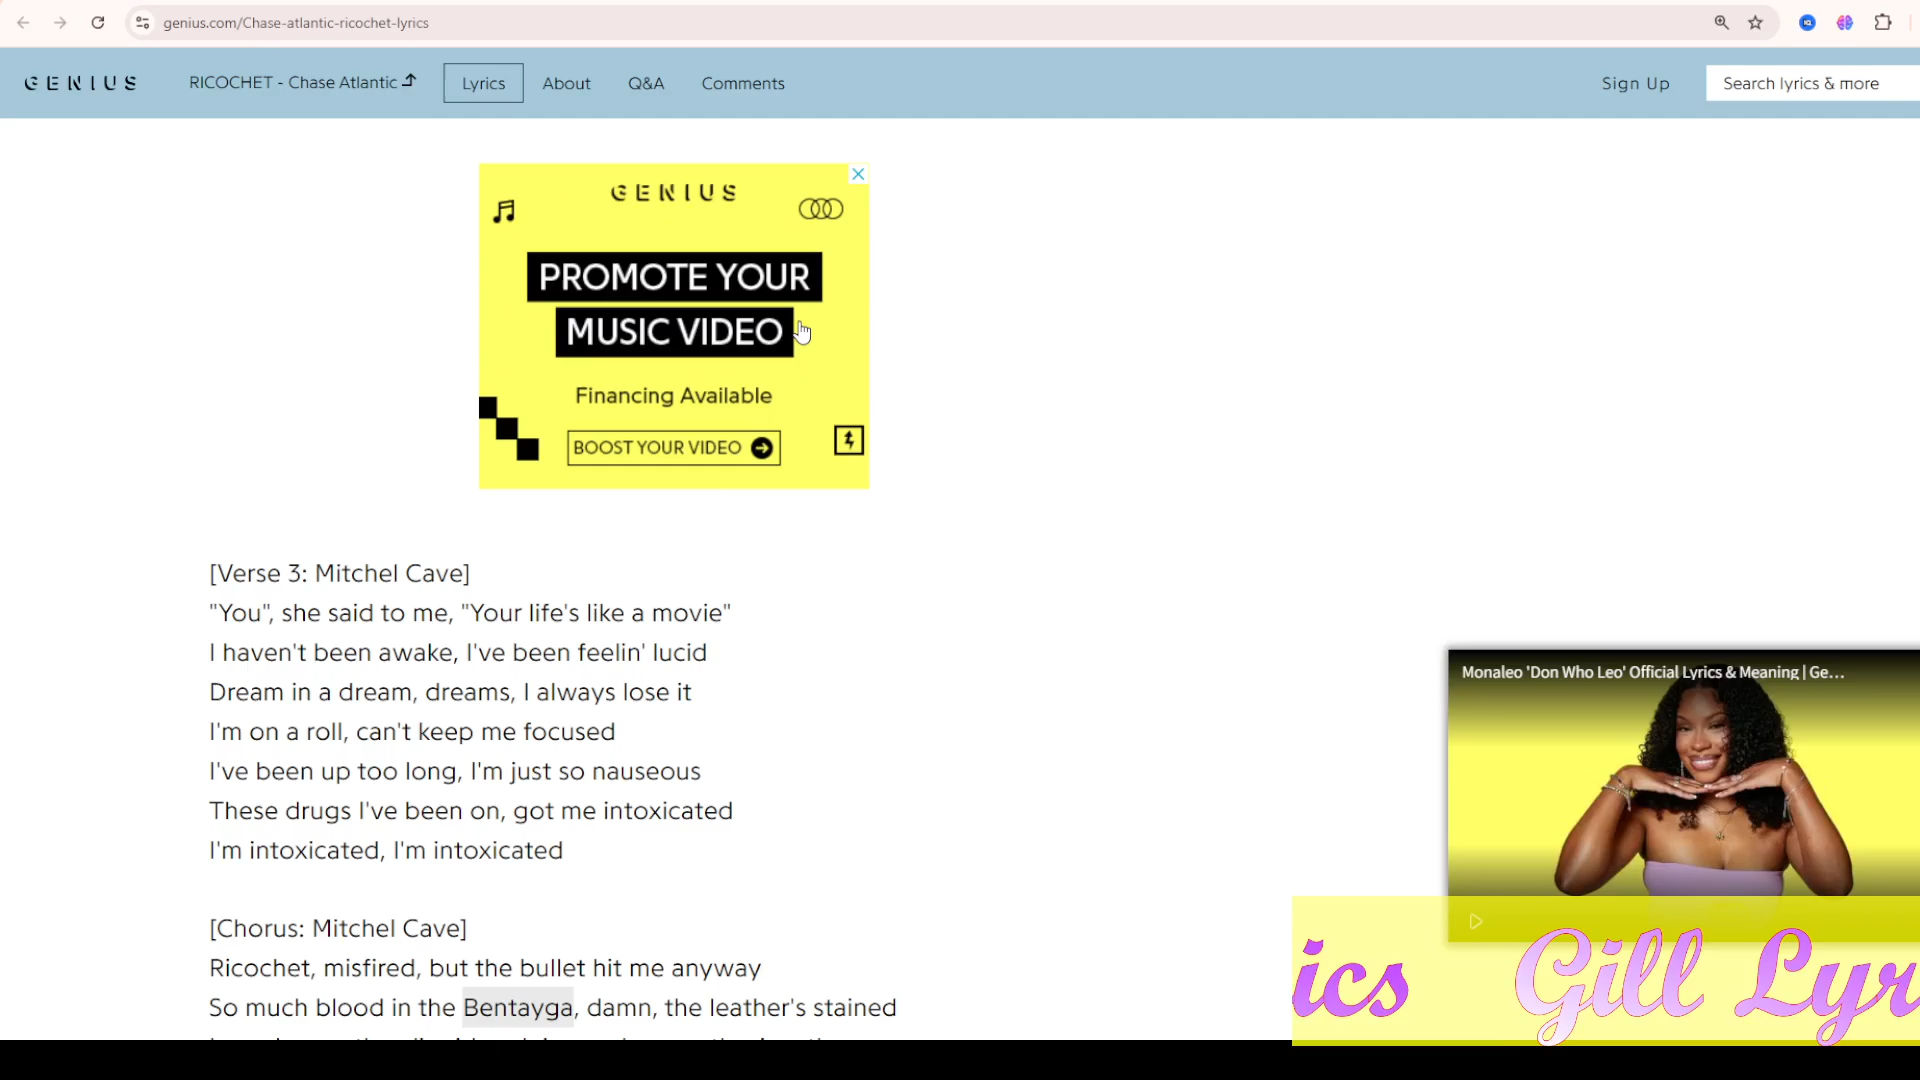 genius.com/Chase-atlantic-ricochet-lyrics
GENIUS
RICOCHET - Chase Atlantic
Lyrics
About
Q&A
Comments
Sign Up
Search lyrics & more
GENIUS
PROMOTE YOUR
MUSIC VIDEO
Financing Available
BOOST YOUR VIDEO
[Verse 3: Mitchel Cave]
"You", she said to me, "Your life's like a movie"
I haven't been awake, I've been feelin' lucid
Dream in a dream, dreams, I always lose it
I'm on a roll, can't keep me focused
I've been up too long, I'm just so nauseous
These drugs I've been on, got me intoxicated
I'm intoxicated, I'm intoxicated
[Chorus: Mitchel Cave]
Ricochet, misfired, but the bullet hit me anyway
So much blood in the Bentayga, damn, the leather's stained
Monaleo 'Don Who Leo' Official Lyrics & Meaning | Ge...
ics Gill Lyr